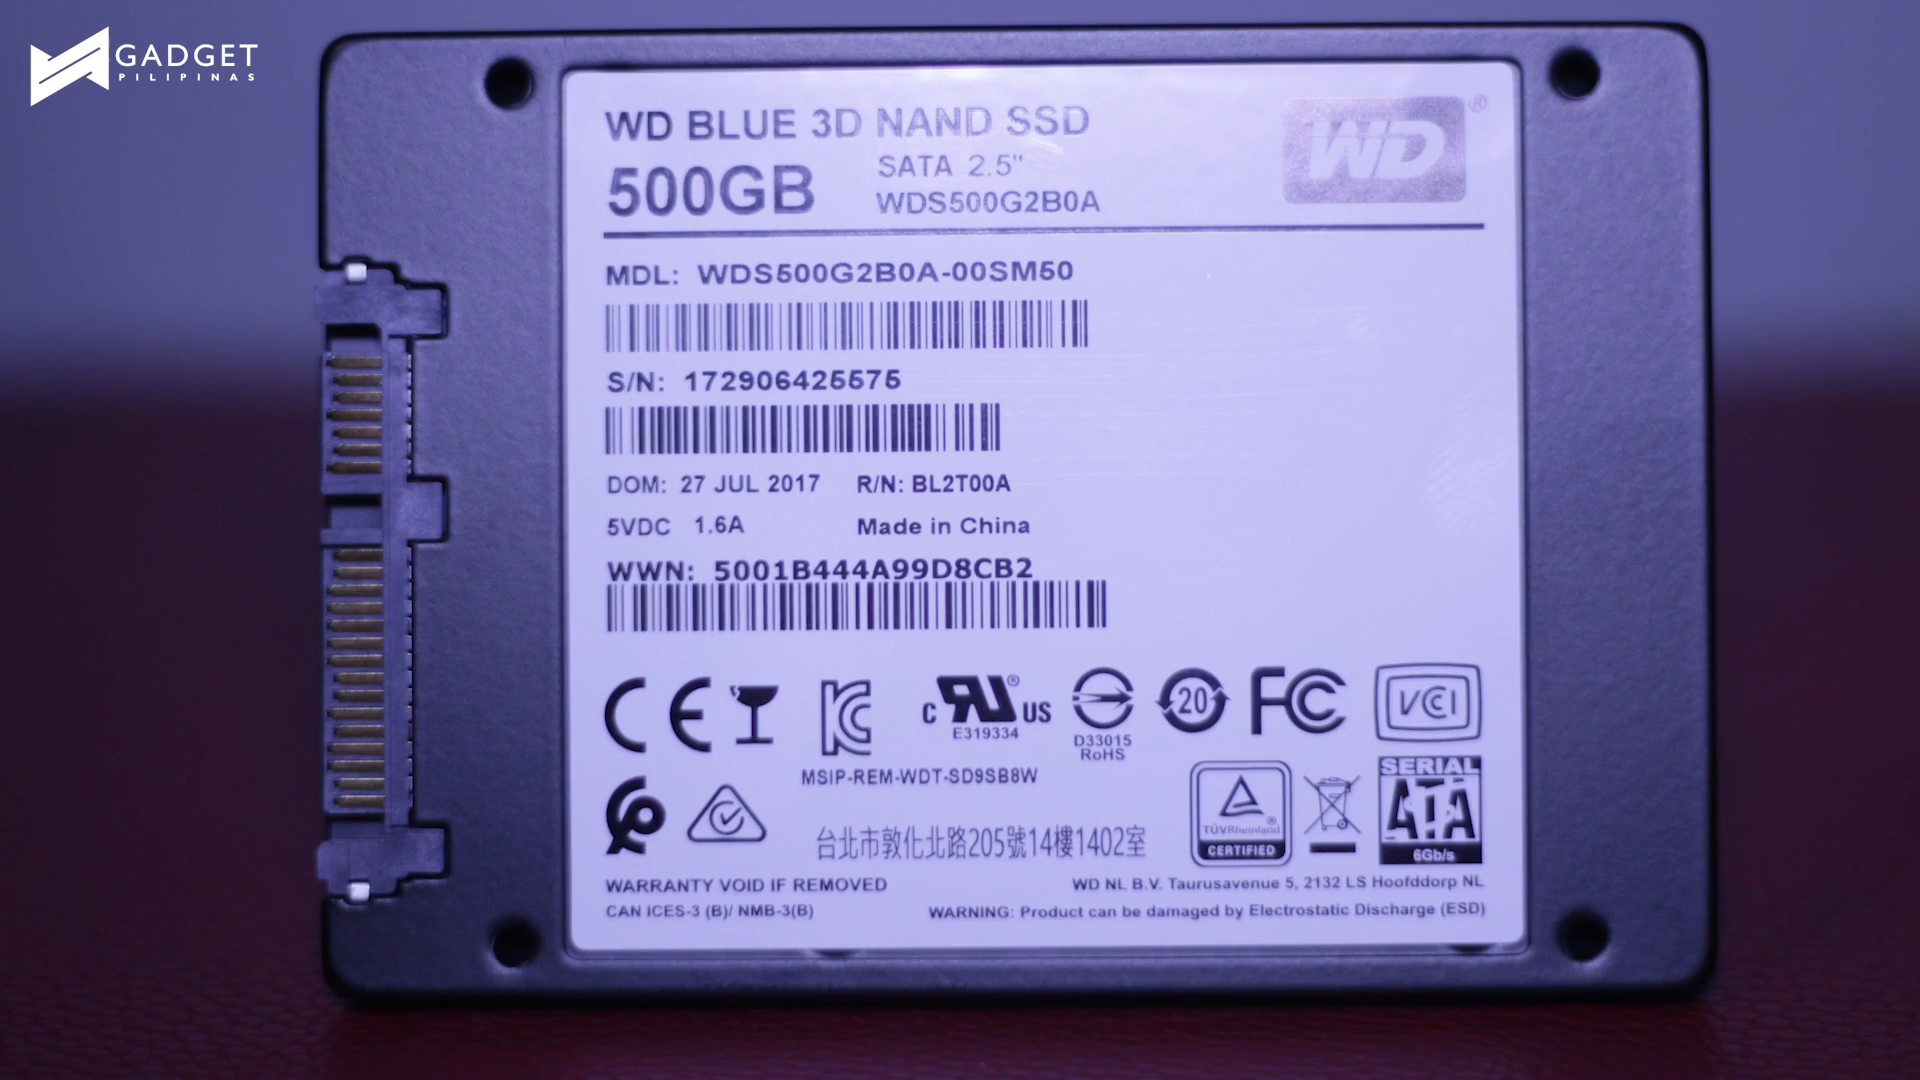 GADGET
PILIPINAS
WD BLUE 3D NAND SSD
500GB
SATA 2.5"
WDS500G2B0A
WD®
MDL: WDS500G2B0A-00SM50
S/N: 172906425575
DOM: 27 JUL 2017 R/N: BL2T00A
5VDC 1.6A Made in China
WWN: 5001B444A99D8CB2
CE
c RU® US
E319334
D33015
RoHS
20
FC
VCI
MSIP-REM-WDT-SD9SB8W
台北市敦化北路205號14樓1402室
TÜVRheinland®
CERTIFIED
SERIAL
ATA
6Gb/s
WARRANTY VOID IF REMOVED
WD NL B.V. Taurusavenue 5, 2132 LS Hoofddorp NL
CAN ICES-3 (B)/ NMB-3(B)
WARNING: Product can be damaged by Electrostatic Discharge (ESD)